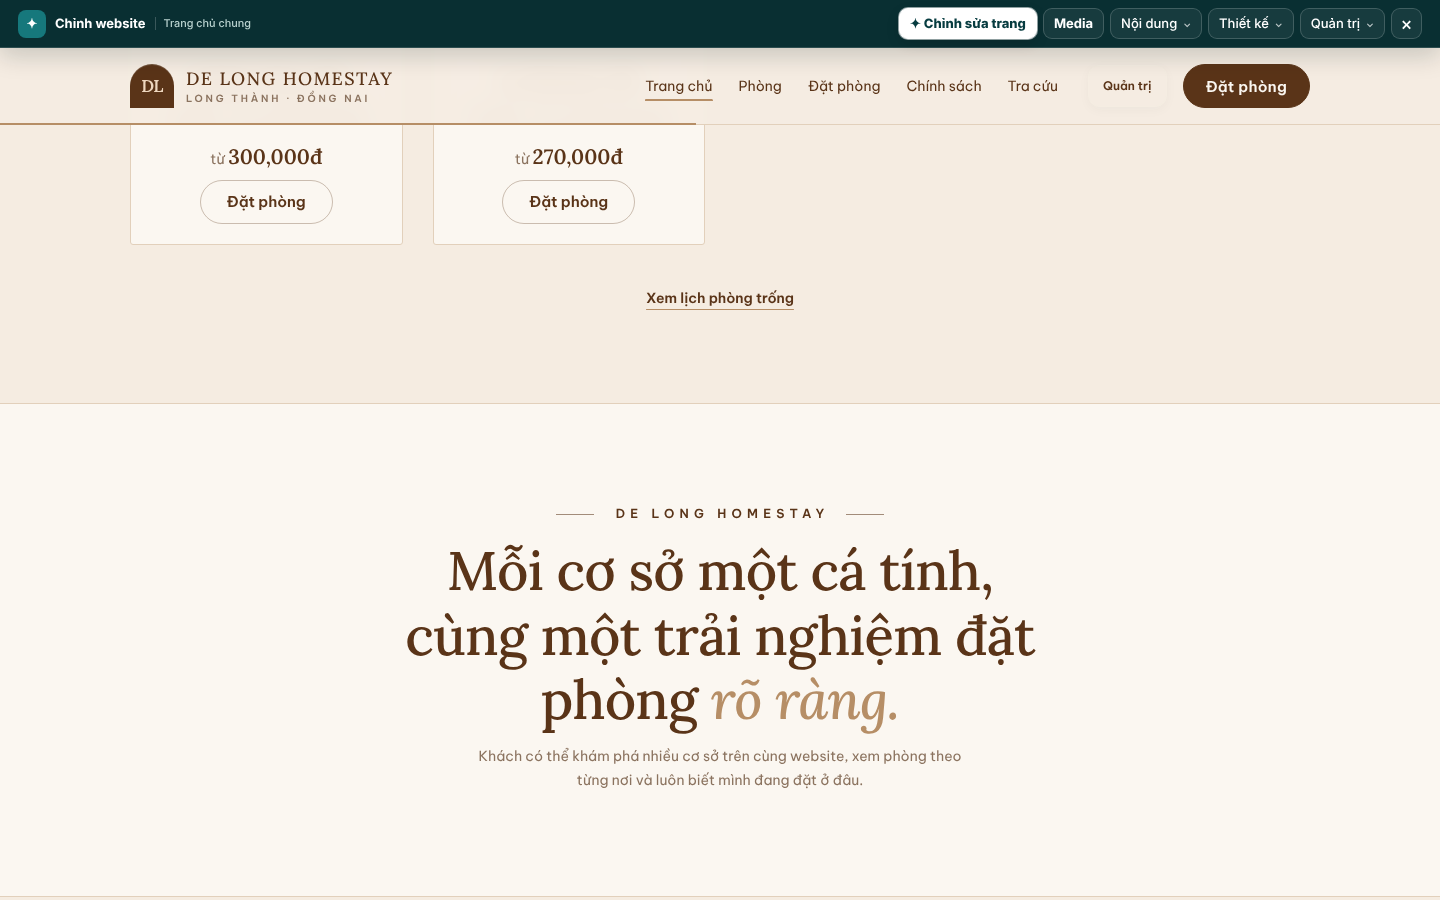 ✦ Chỉnh website Trang chủ chung ✦ Chỉnh sửa trang Media Nội dung Thiết kế Quản trị ×
DL DE LONG HOMESTAY
LONG THÀNH · ĐỒNG NAI
Trang chủ Phòng Đặt phòng Chính sách Tra cứu Quản trị Đặt phòng
từ 300,000đ từ 270,000đ
Đặt phòng Đặt phòng
Xem lịch phòng trống
DE LONG HOMESTAY
Mỗi cơ sở một cá tính,
cùng một trải nghiệm đặt
phòng rõ ràng.
Khách có thể khám phá nhiều cơ sở trên cùng website, xem phòng theo
từng nơi và luôn biết mình đang đặt ở đâu.